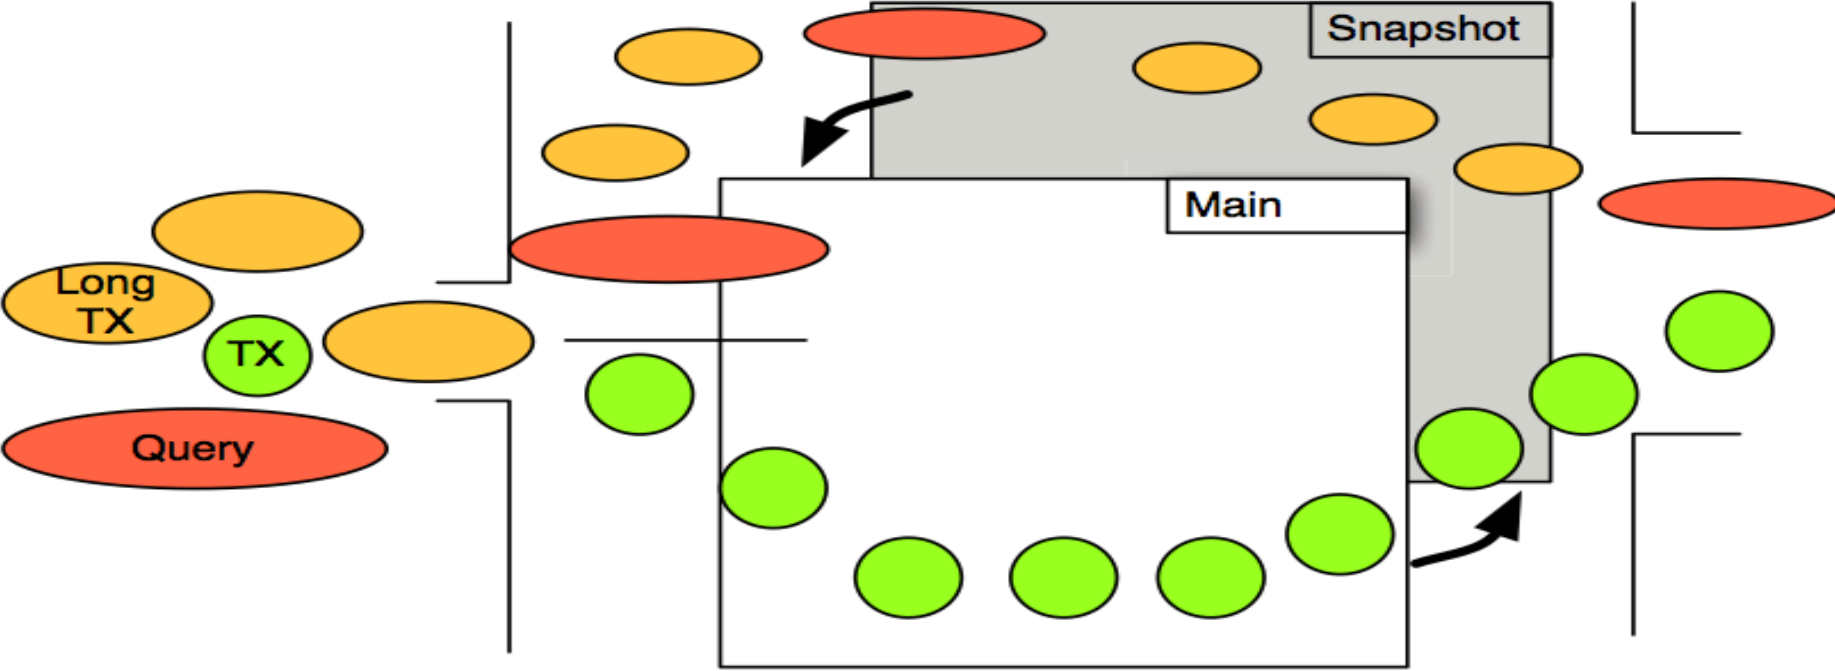 Snapshot
Main
Long
TX
TX
Query